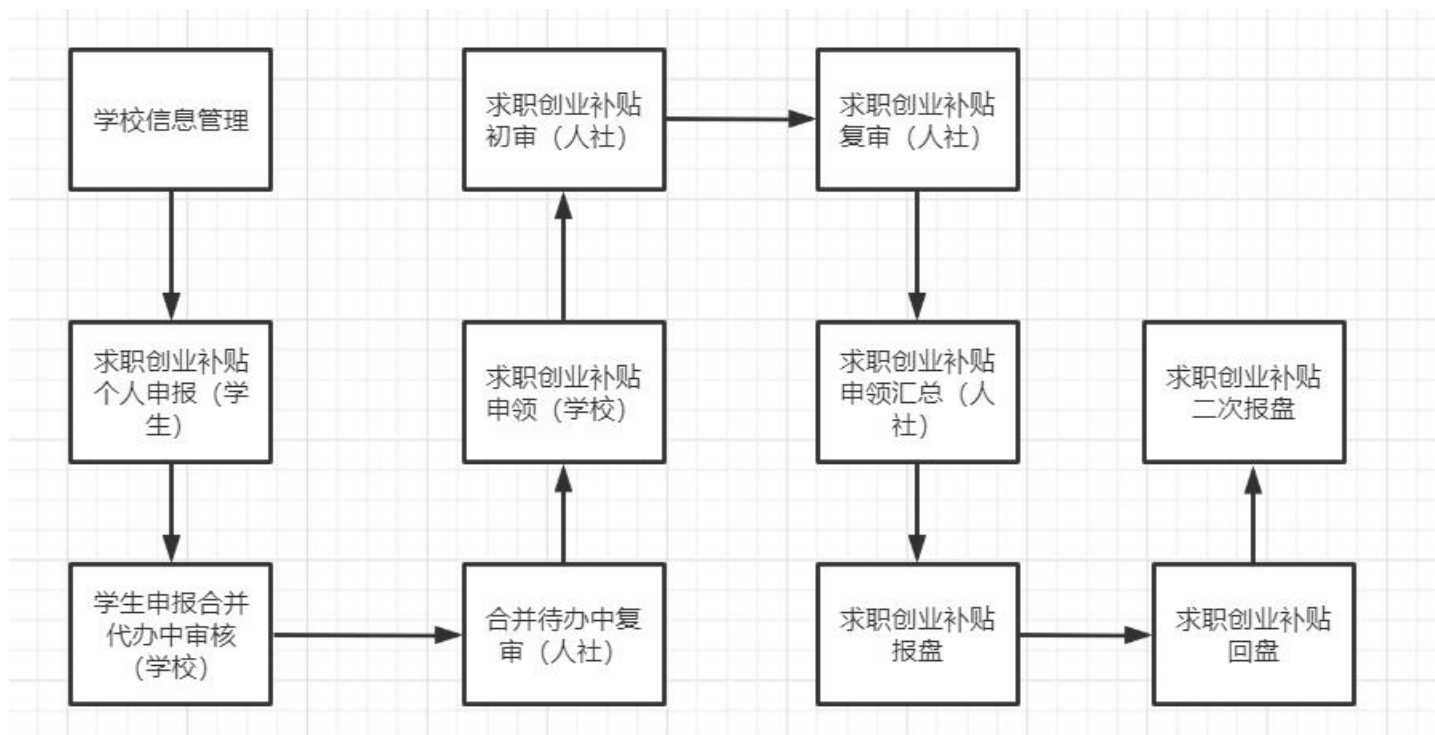 学校信息管理
求职创业补贴
个人申报（学
生）
学生申报合并
代办中审核
（学校）
合并待办中复
审（人社）
求职创业补贴
申领（学校）
求职创业补贴
初审（人社）
求职创业补贴
复审（人社）
求职创业补贴
申领汇总（人
社）
求职创业补贴
报盘
求职创业补贴
回盘
求职创业补贴
二次报盘